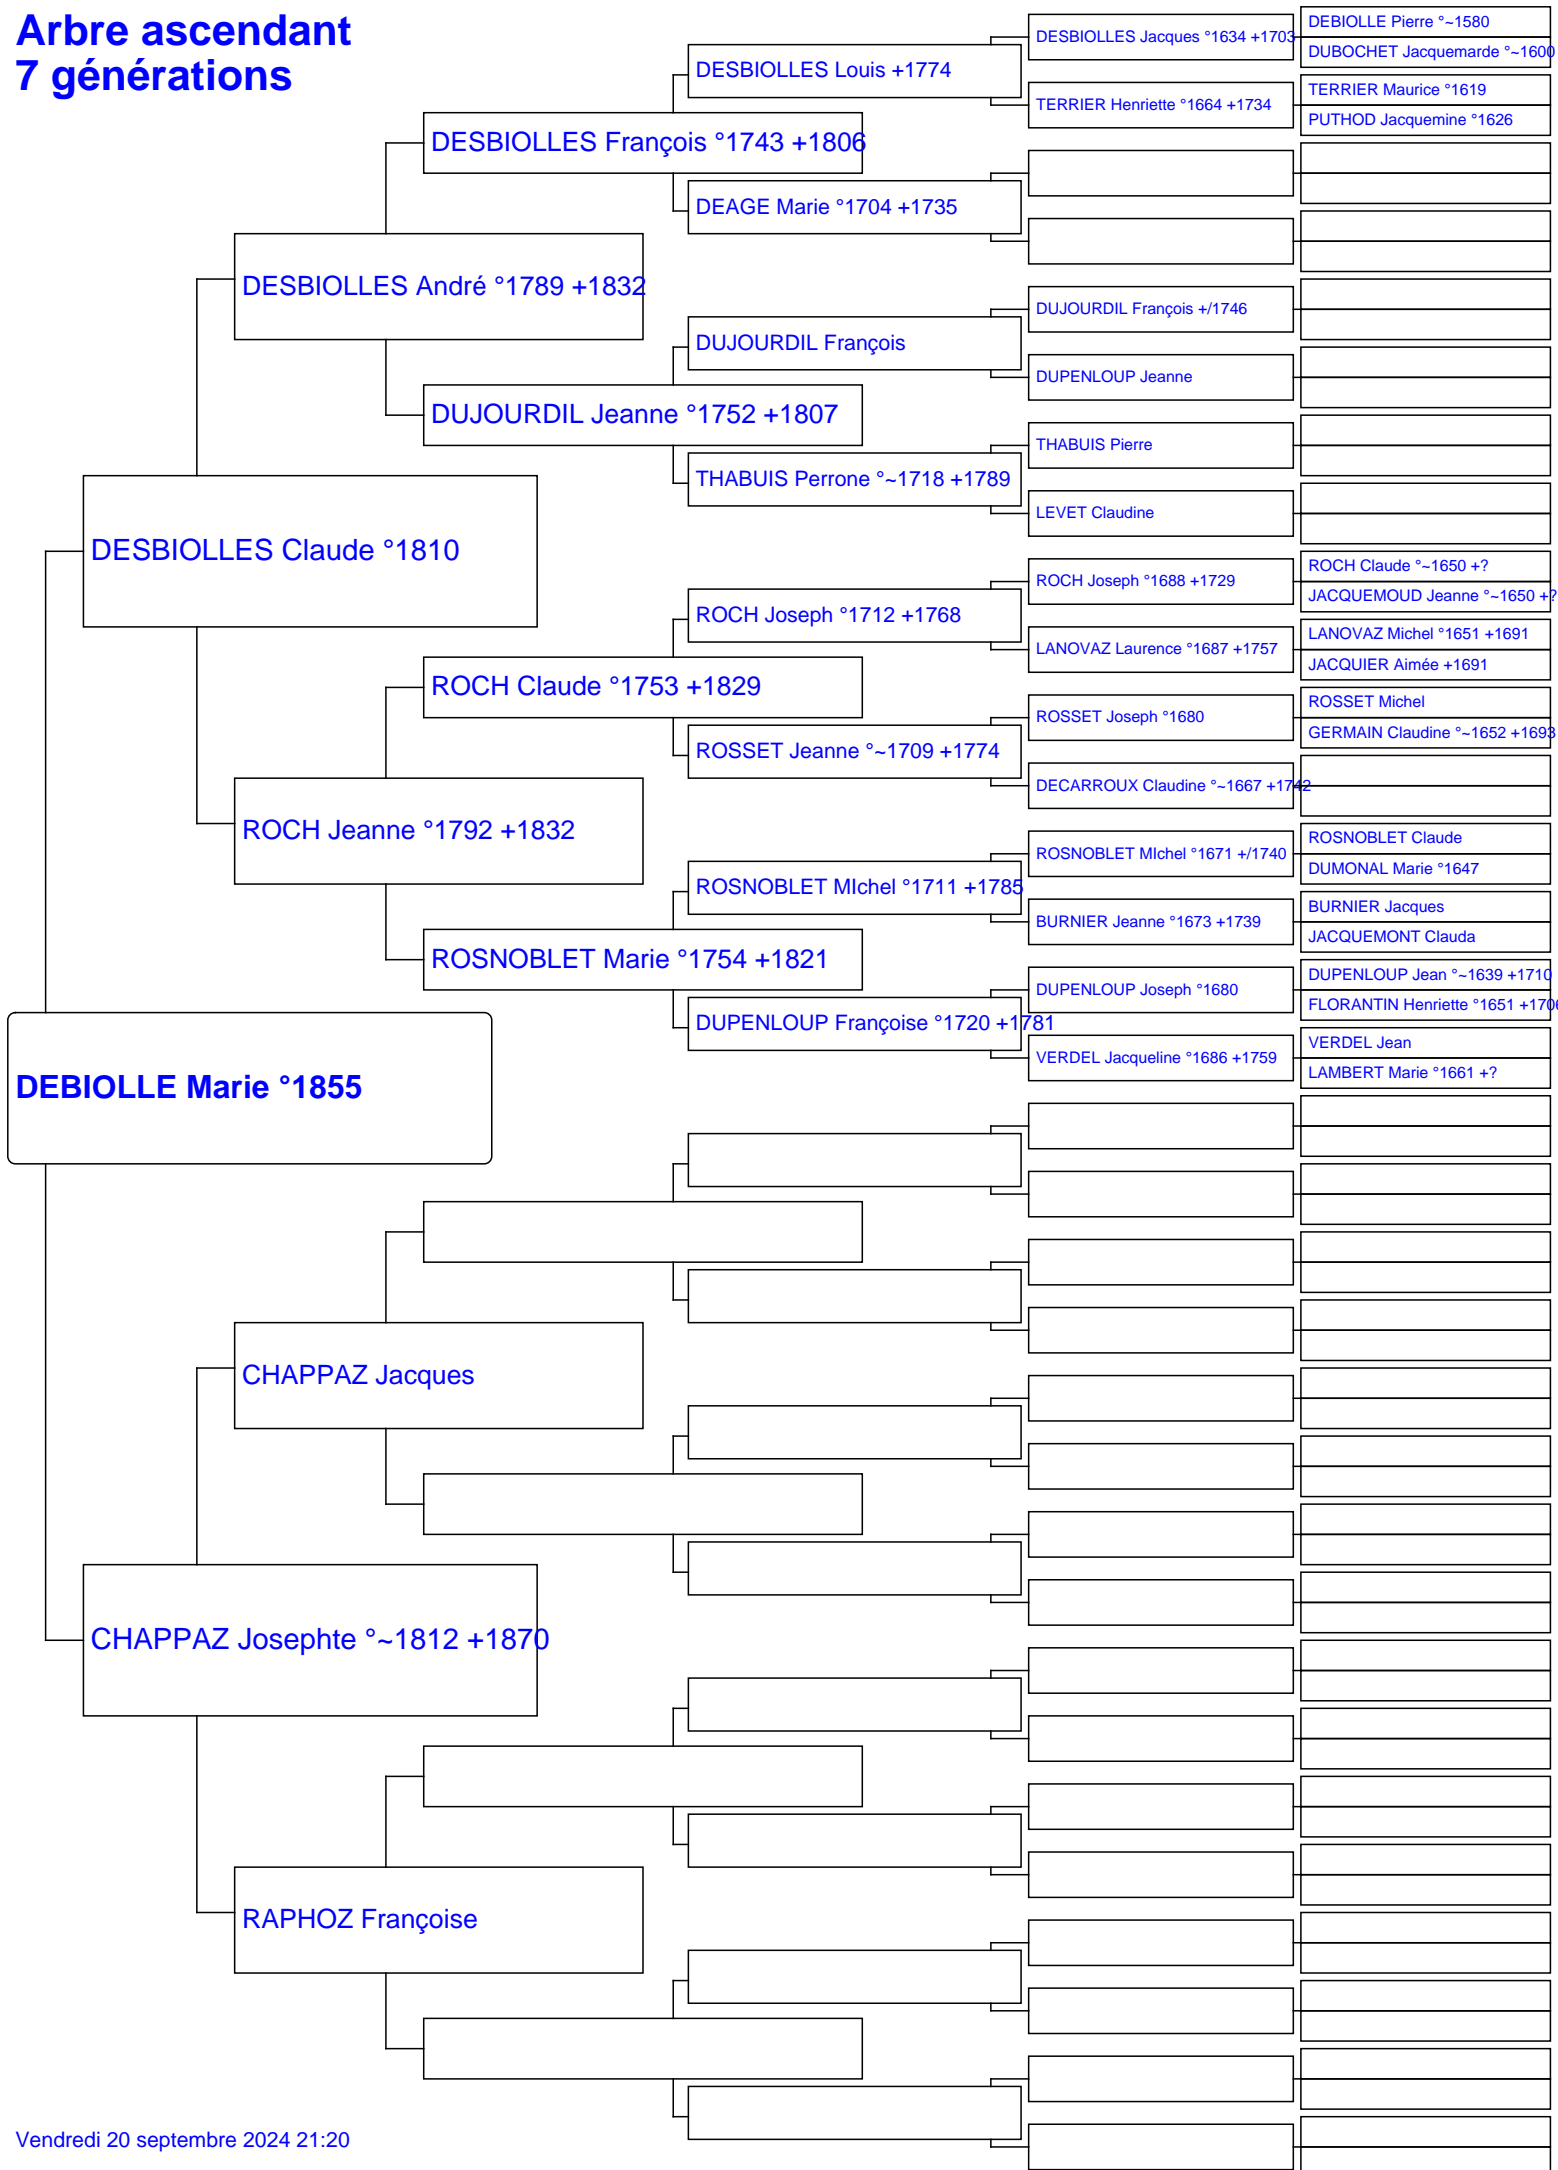 Arbre ascendant
7 générations
DEBIOLLE Marie °1855
DESBIOLLES Claude °1810
CHAPPAZ Josephte °~1812 +1870
DESBIOLLES André °1789 +1832
ROCH Jeanne °1792 +1832
CHAPPAZ Jacques
RAPHOZ Françoise
DESBIOLLES François °1743 +1806
DUJOURDIL Jeanne °1752 +1807
ROCH Claude °1753 +1829
ROSNOBLET Marie °1754 +1821
DESBIOLLES Louis +1774
DEAGE Marie °1704 +1735
DUJOURDIL François
THABUIS Perrone °~1718 +1789
ROCH Joseph °1712 +1768
ROSSET Jeanne °~1709 +1774
ROSNOBLET MIchel °1711 +1785
DUPENLOUP Françoise °1720 +1781
DESBIOLLES Jacques °1634 +1703
TERRIER Henriette °1664 +1734
DUJOURDIL François +/1746
DUPENLOUP Jeanne
THABUIS Pierre
LEVET Claudine
ROCH Joseph °1688 +1729
LANOVAZ Laurence °1687 +1757
ROSSET Joseph °1680
DECARROUX Claudine °~1667 +1742
ROSNOBLET MIchel °1671 +/1740
BURNIER Jeanne °1673 +1739
DUPENLOUP Joseph °1680
VERDEL Jacqueline °1686 +1759
DEBIOLLE Pierre °~1580
DUBOCHET Jacquemarde °~1600
TERRIER Maurice °1619
PUTHOD Jacquemine °1626
ROCH Claude °~1650 +?
JACQUEMOUD Jeanne °~1650 +?
LANOVAZ Michel °1651 +1691
JACQUIER Aimée +1691
ROSSET Michel
GERMAIN Claudine °~1652 +1693
ROSNOBLET Claude
DUMONAL Marie °1647
BURNIER Jacques
JACQUEMONT Clauda
DUPENLOUP Jean °~1639 +1710
FLORANTIN Henriette °1651 +1706
VERDEL Jean
LAMBERT Marie °1661 +?
Vendredi 20 septembre 2024 21:20